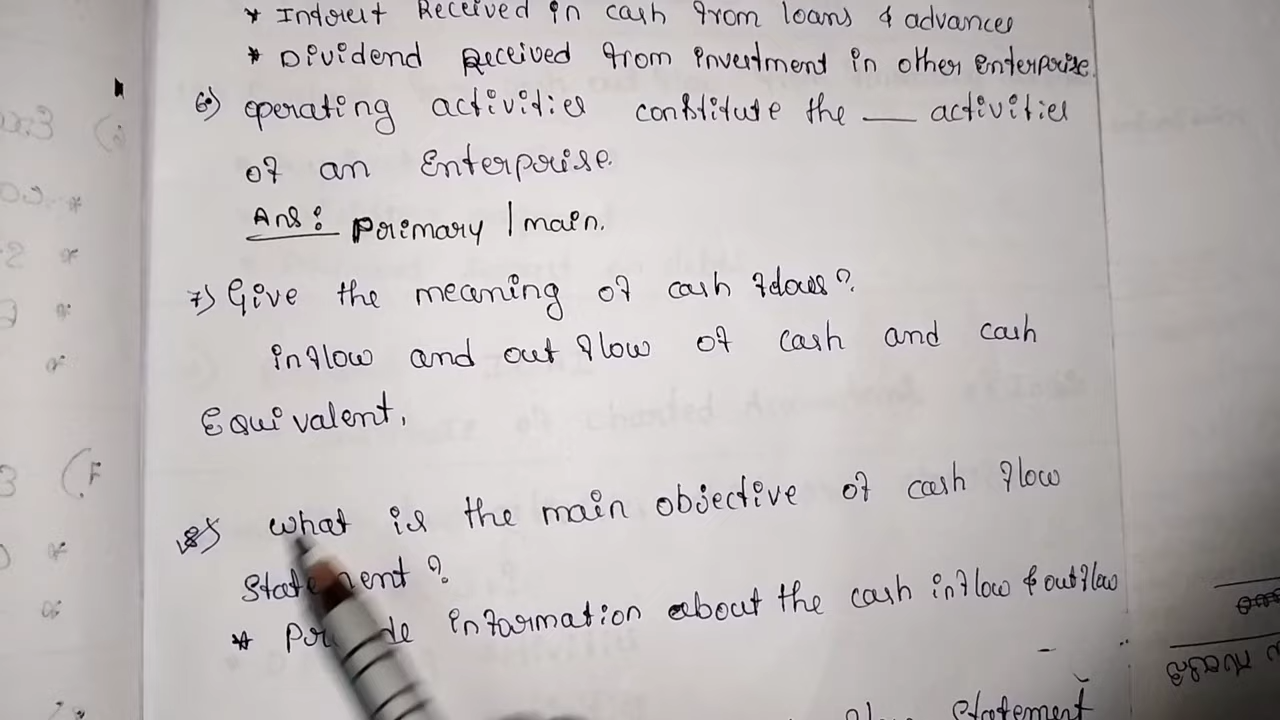 * Interest Received in cash from loans & advances
* Dividend Received from investment in other Enterprise.
6) operating activities constitute the __ activities
of an Enterprise.
Ans: Primary / main.
7) Give the meaning of cash flows?
inflow and out flow of cash and cash
Equivalent.
8) What is the main objective of cash flow
Statement?
* Provide information about the cash inflow & outflow
flow Statement